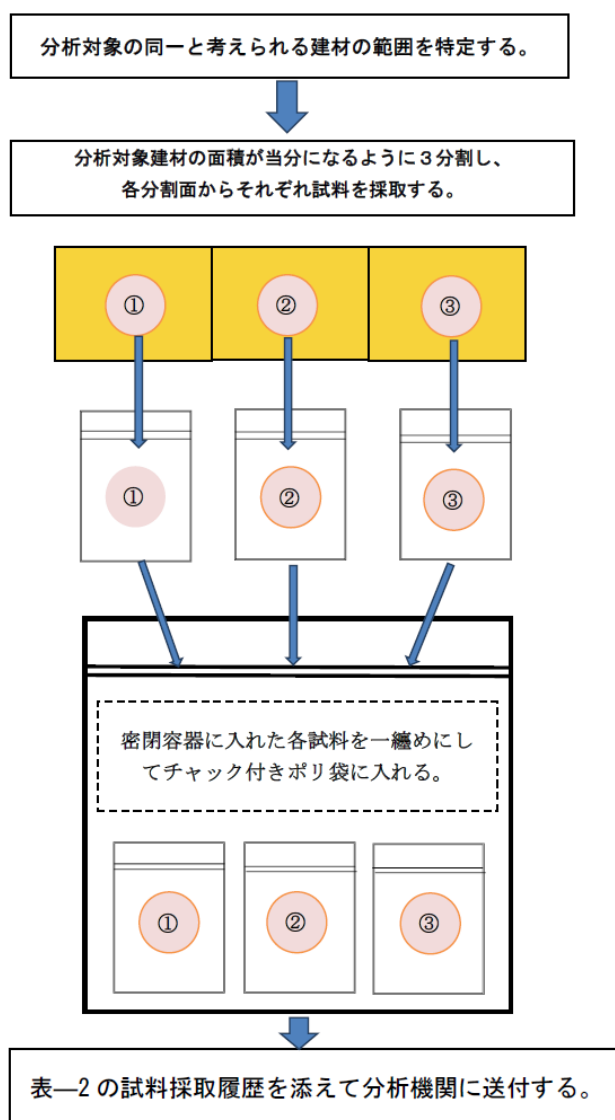 分析対象の同一と考えられる建材の範囲を特定する。
分析対象建材の面積が当分になるように３分割し、
各分割面からそれぞれ試料を採取する。
① ② ③
① ② ③
密閉容器に入れた各試料を一纏めにし
てチャック付きポリ袋に入れる。
① ② ③
表―2 の試料採取履歴を添えて分析機関に送付する。